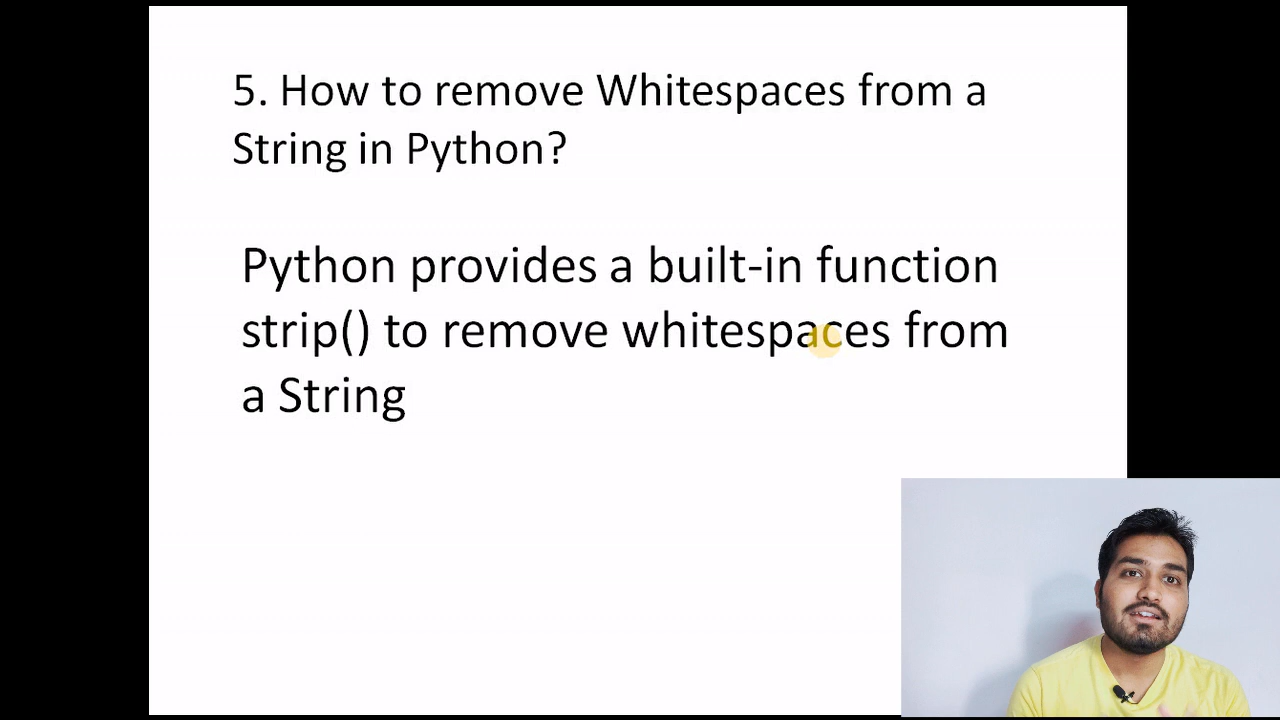 5. How to remove Whitespaces from a
String in Python?
Python provides a built-in function
strip() to remove whitespaces from
a String